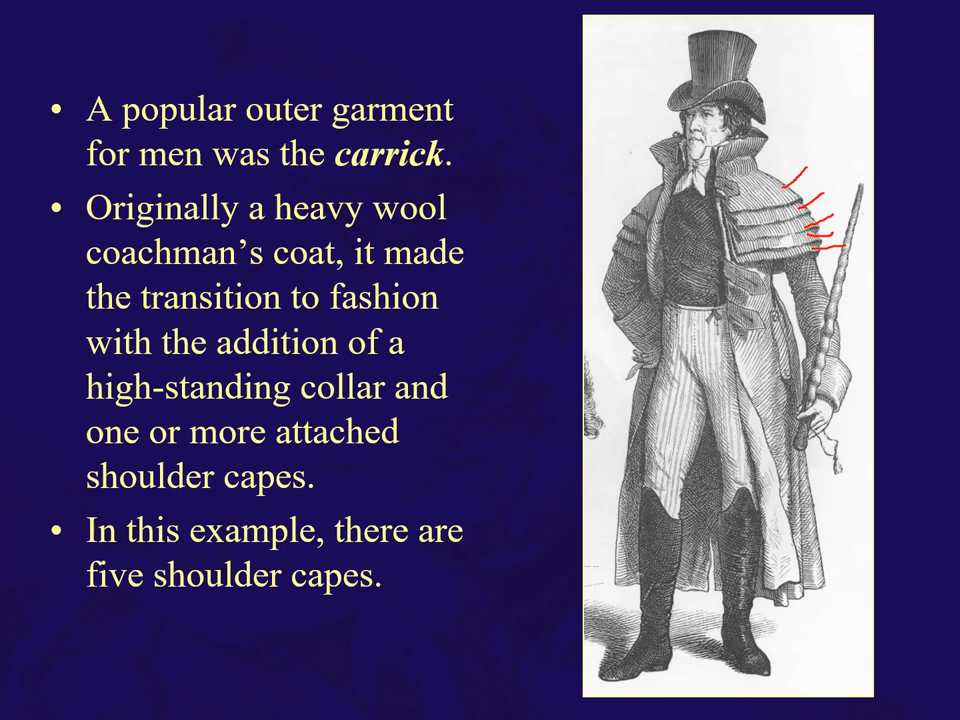 • A popular outer garment
for men was the carrick.
• Originally a heavy wool
coachman’s coat, it made
the transition to fashion
with the addition of a
high-standing collar and
one or more attached
shoulder capes.
• In this example, there are
five shoulder capes.